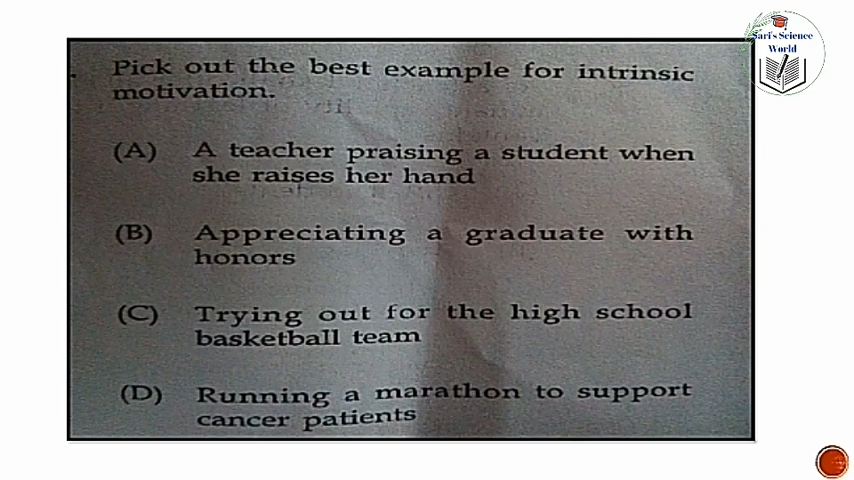 Sari's Science
World
Pick out the best example for intrinsic
motivation.
(A) A teacher praising a student when
she raises her hand
(B) Appreciating a graduate with
honors
(C) Trying out for the high school
basketball team
(D) Running a marathon to support
cancer patients